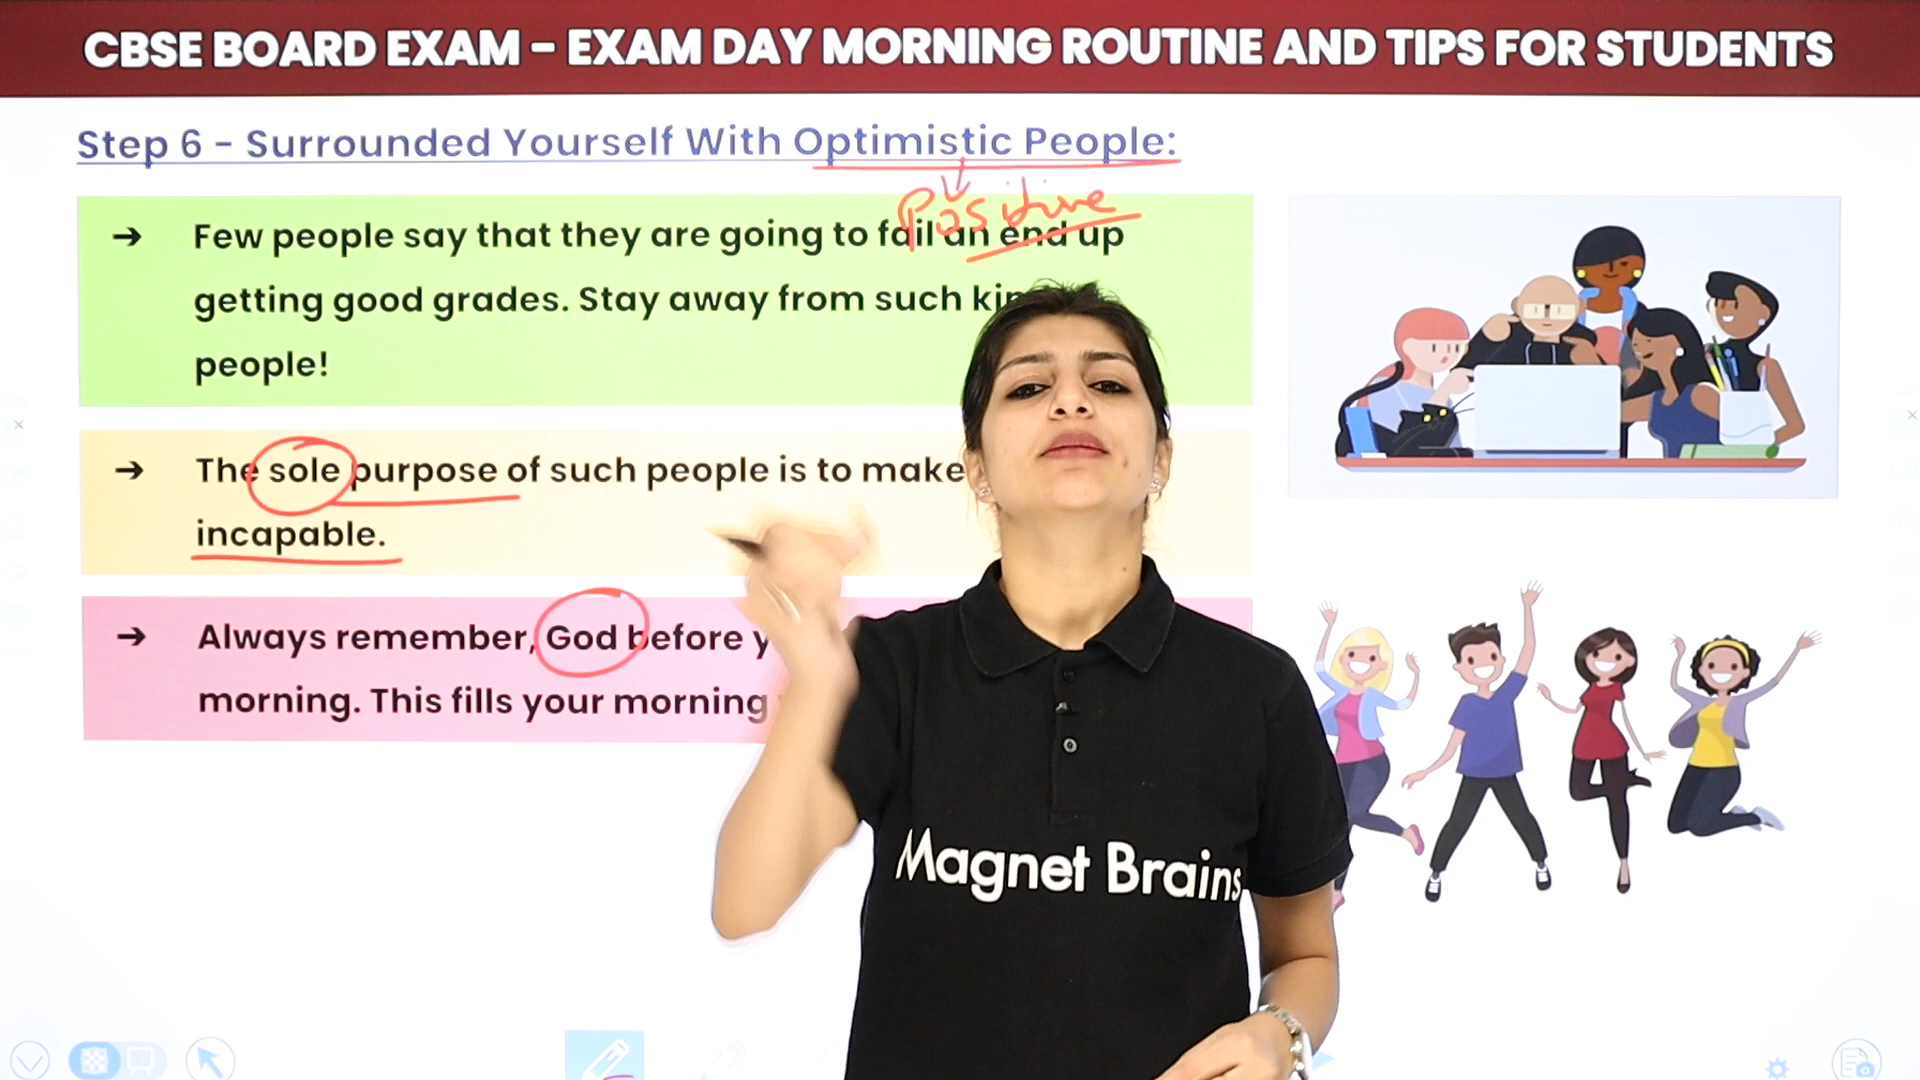 CBSE BOARD EXAM – EXAM DAY MORNING ROUTINE AND TIPS FOR STUDENTS
Step 6 – Surrounded Yourself With Optimistic People:
Positive
➔ Few people say that they are going to fail an end up
getting good grades. Stay away from such
people!
➔ The sole purpose of such people is to make
incapable.
➔ Always remember, God before
morning. This fills your morning
Magnet Brains